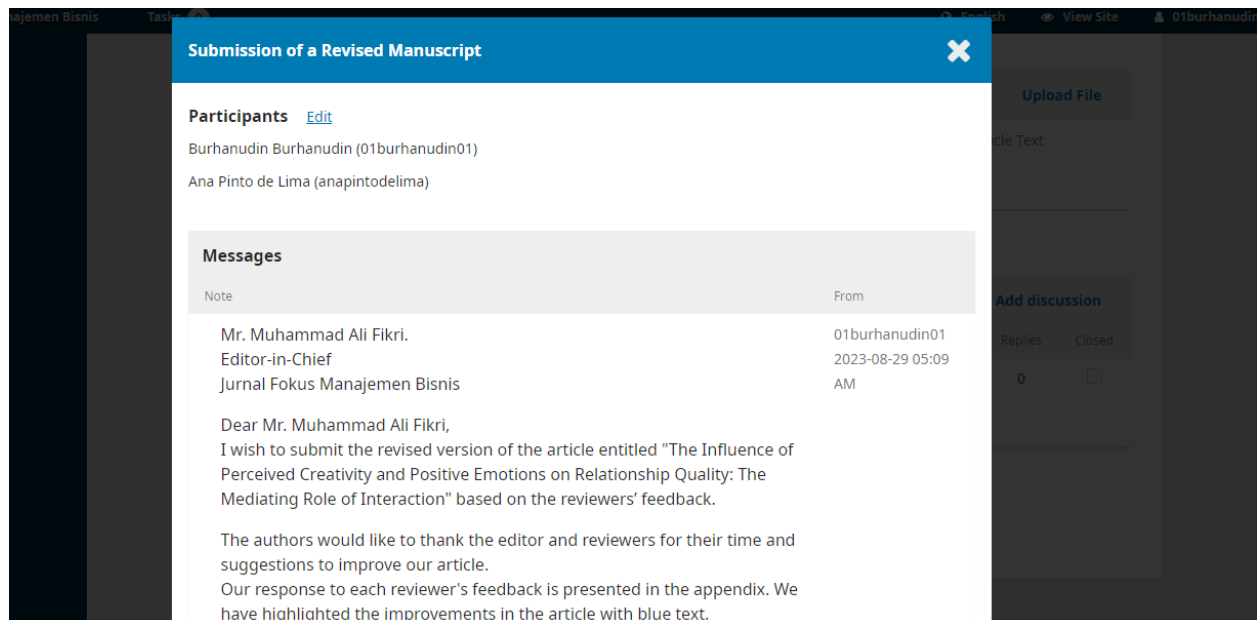 najemen Bisnis
Tasks 0
English
View Site
01burhanudin
Submission of a Revised Manuscript
Upload File
Participants Edit
Burhanudin Burhanudin (01burhanudin01)
icle Text
Ana Pinto de Lima (anapintodelima)
Messages
Note From
Add discussion
Replies Closed
0
Mr. Muhammad Ali Fikri. 01burhanudin01
Editor-in-Chief 2023-08-29 05:09
Jurnal Fokus Manajemen Bisnis AM
Dear Mr. Muhammad Ali Fikri,
I wish to submit the revised version of the article entitled "The Influence of
Perceived Creativity and Positive Emotions on Relationship Quality: The
Mediating Role of Interaction" based on the reviewers’ feedback.
The authors would like to thank the editor and reviewers for their time and
suggestions to improve our article.
Our response to each reviewer's feedback is presented in the appendix. We
have highlighted the improvements in the article with blue text.